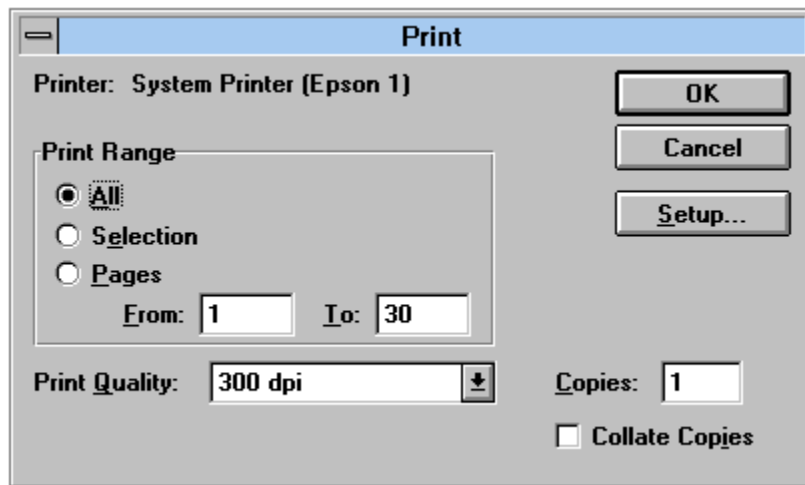 Print
Printer: System Printer (Epson 1)
OK
Cancel
Setup...
Print Range
All
Selection
Pages
From: 1 To: 30
Print Quality: 300 dpi
Copies: 1
Collate Copies